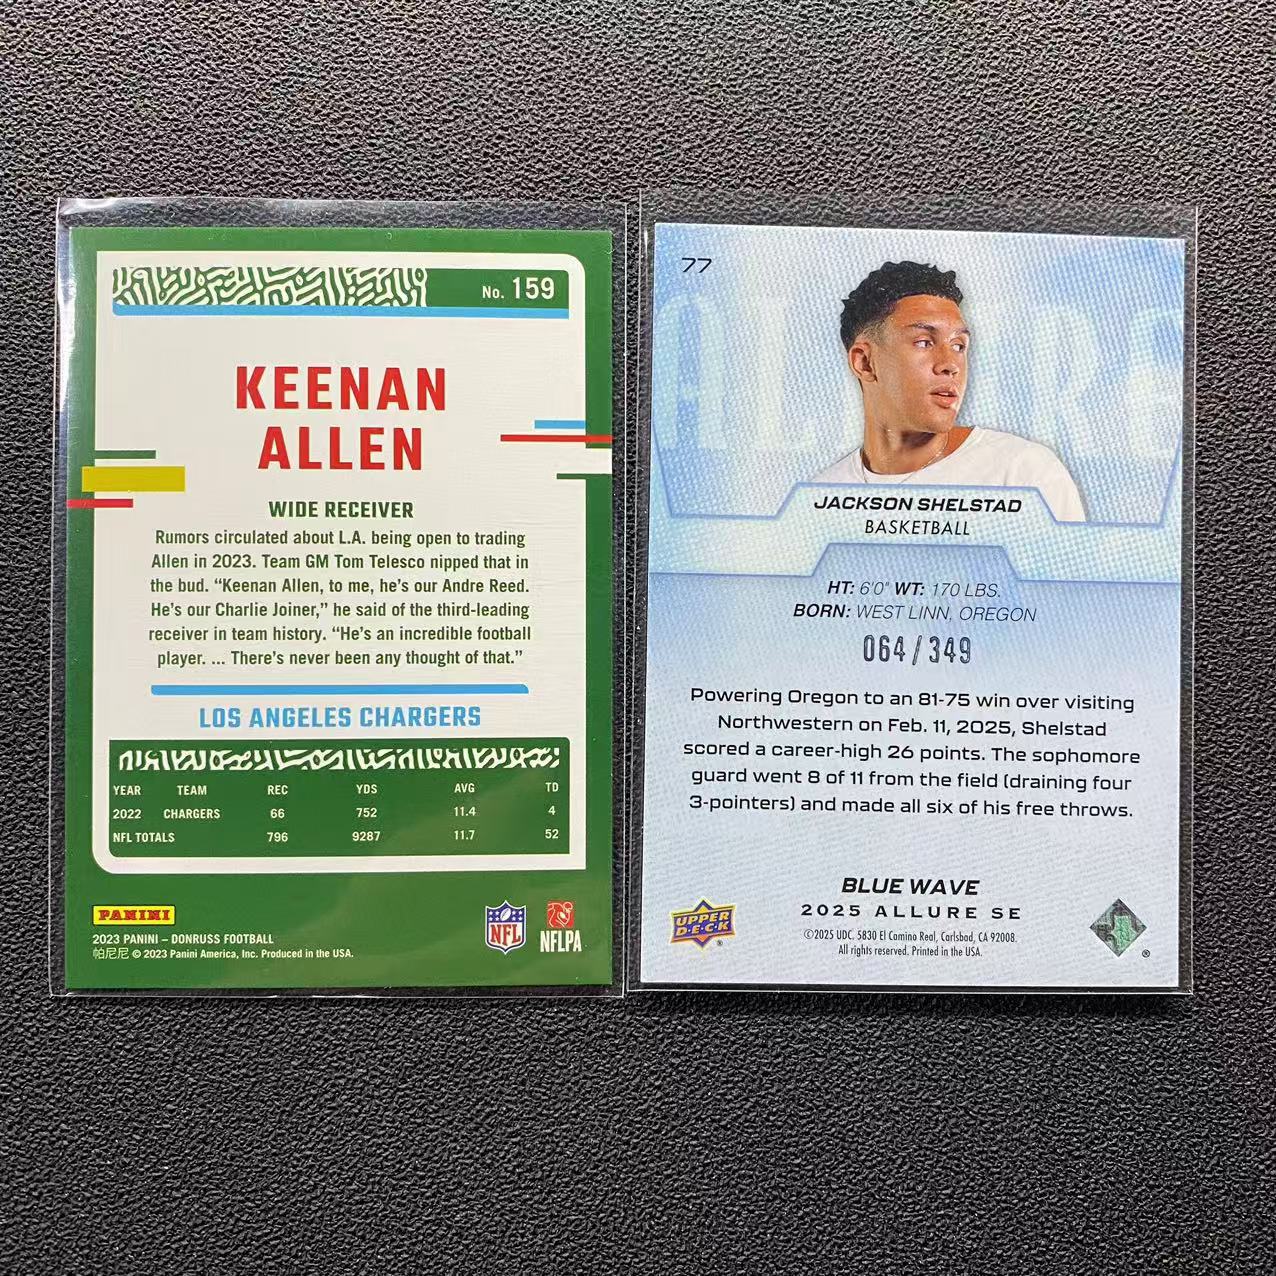 No. 159
KEENAN
ALLEN
WIDE RECEIVER
Rumors circulated about L.A. being open to trading
Allen in 2023. Team GM Tom Telesco nipped that in
the bud. “Keenan Allen, to me, he’s our Andre Reed.
He’s our Charlie Joiner,” he said of the third-leading
receiver in team history. “He’s an incredible football
player. ... There’s never been any thought of that.”
LOS ANGELES CHARGERS
YEAR TEAM REC YDS AVG TD
2022 CHARGERS 66 752 11.4 4
NFL TOTALS 796 9287 11.7 52
PANINI
2023 PANINI – DONRUSS FOOTBALL
帕尼尼 © 2023 Panini America, Inc. Produced in the USA.
NFL
NFLPA
77
ALLURE
JACKSON SHELSTAD
BASKETBALL
HT: 6'0" WT: 170 LBS.
BORN: WEST LINN, OREGON
064/349
Powering Oregon to an 81-75 win over visiting
Northwestern on Feb. 11, 2025, Shelstad
scored a career-high 26 points. The sophomore
guard went 8 of 11 from the field (draining four
3-pointers) and made all six of his free throws.
BLUE WAVE
2025 ALLURE SE
UPPER
D·E·C·K
®
©2025 UDC. 5830 El Camino Real, Carlsbad, CA 92008.
All rights reserved. Printed in the USA.
®